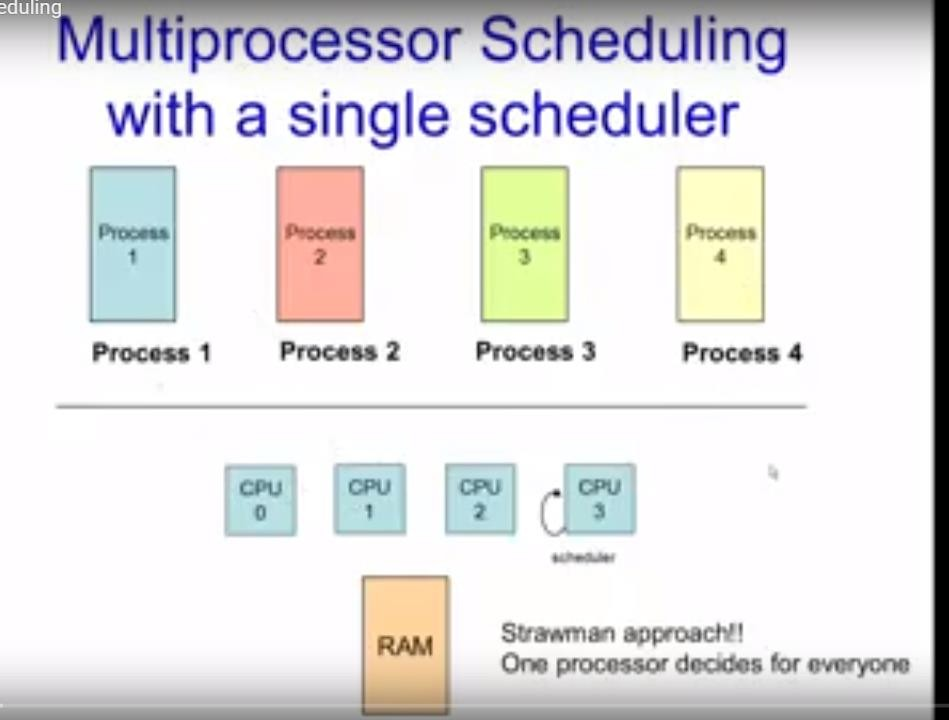 eduling
Multiprocessor Scheduling
with a single scheduler
Process
1
Process
2
Process
3
Process
4
Process 1
Process 2
Process 3
Process 4
CPU
0
CPU
1
CPU
2
CPU
3
scheduler
RAM
Strawman approach!!
One processor decides for everyone